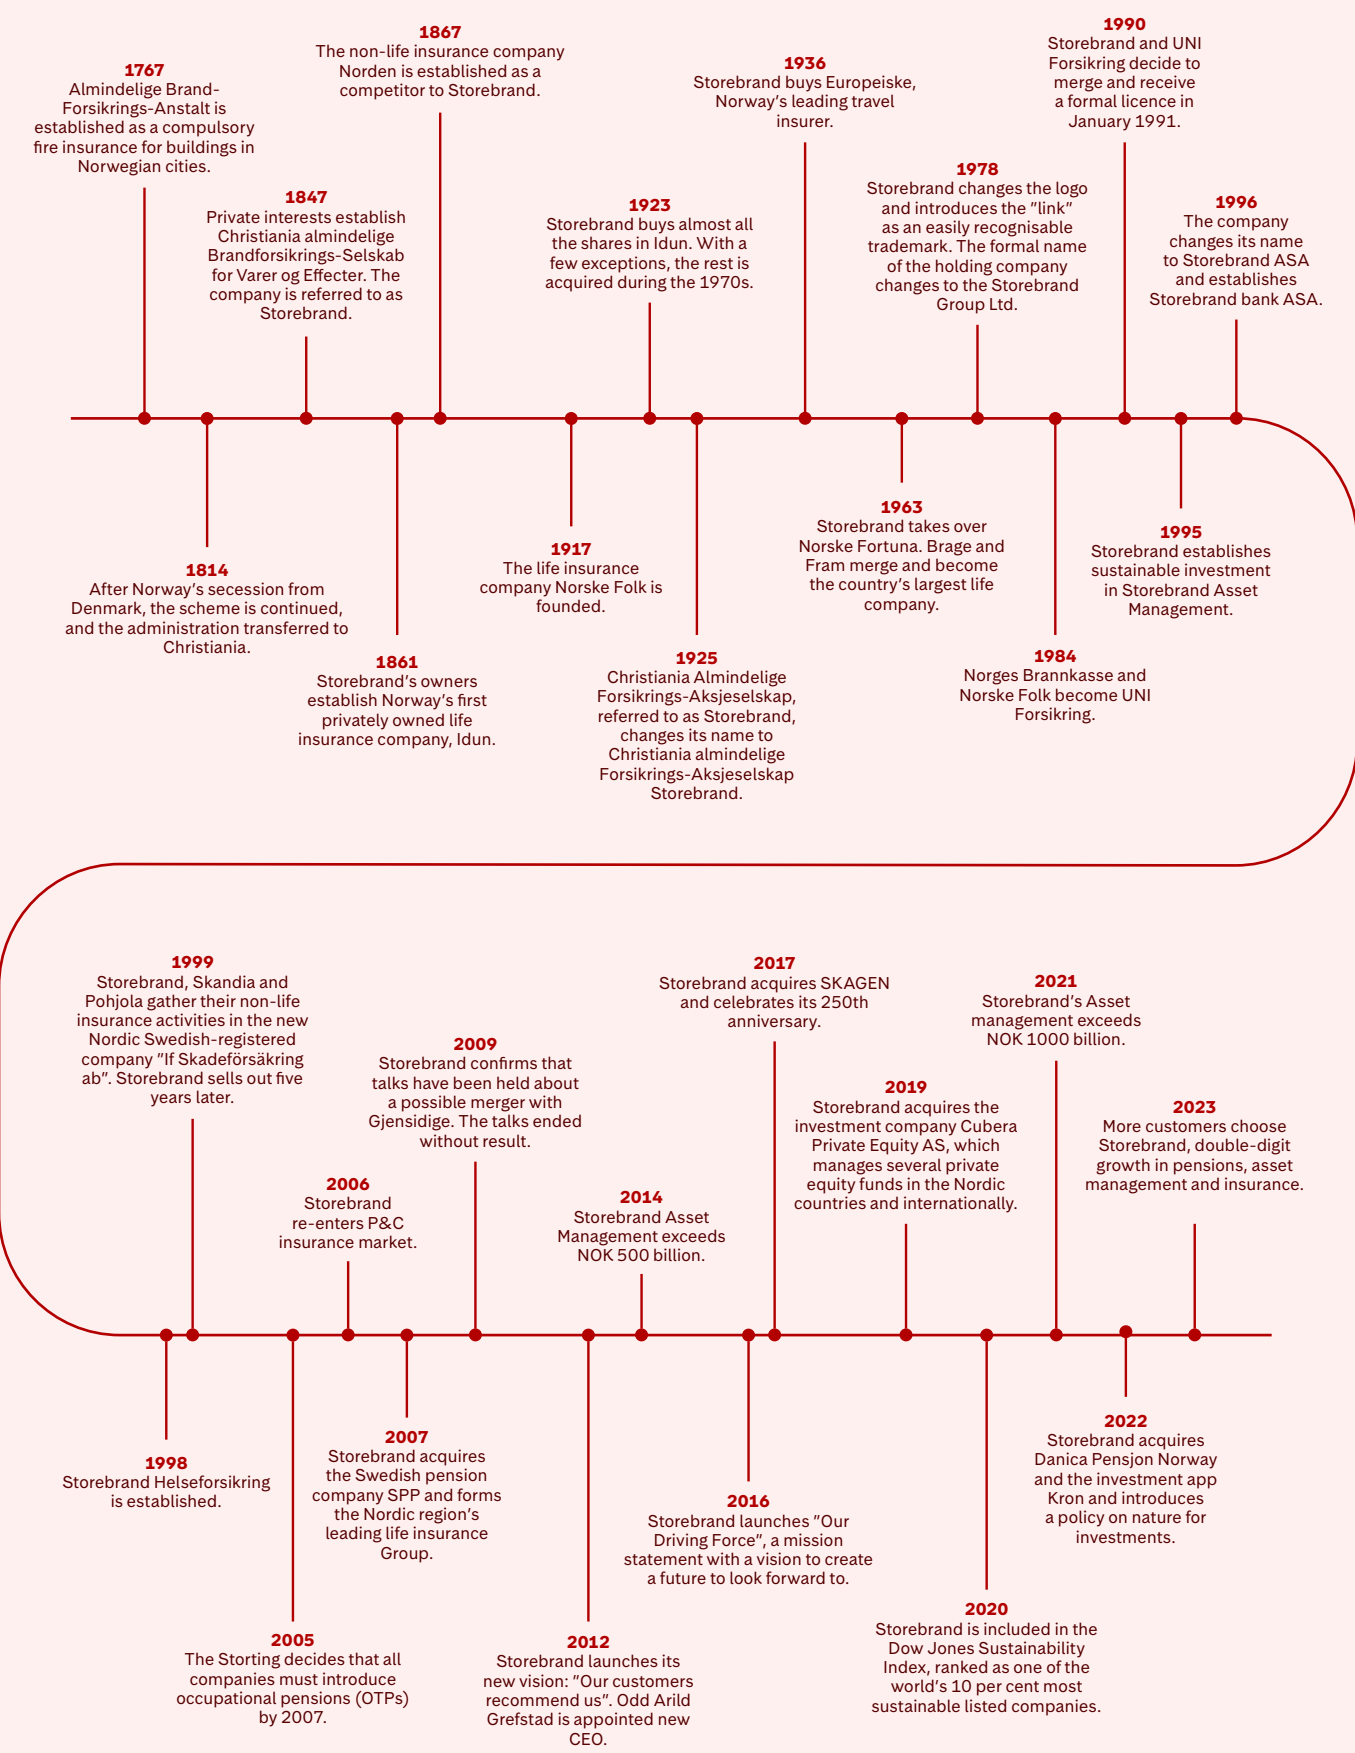 1767
Almindelige Brand-
Forsikrings-Anstalt is
established as a compulsory
fire insurance for buildings in
Norwegian cities.
1814
After Norway's secession from
Denmark, the scheme is continued,
and the administration transferred to
Christiania.
1847
Private interests establish
Christiania almindelige
Brandforsikrings-Selskab
for Varer og Effecter. The
company is referred to as
Storebrand.
1861
Storebrand's owners
establish Norway's first
privately owned life
insurance company, Idun.
1867
The non-life insurance company
Norden is established as a
competitor to Storebrand.
1917
The life insurance
company Norske Folk is
founded.
1923
Storebrand buys almost all
the shares in Idun. With a
few exceptions, the rest is
acquired during the 1970s.
1925
Christiania Almindelige
Forsikrings-Aksjeselskap,
referred to as Storebrand,
changes its name to
Christiania almindelige
Forsikrings-Aksjeselskap
Storebrand.
1936
Storebrand buys Europeiske,
Norway's leading travel
insurer.
1963
Storebrand takes over
Norske Fortuna. Brage and
Fram merge and become
the country's largest life
company.
1978
Storebrand changes the logo
and introduces the "link"
as an easily recognisable
trademark. The formal name
of the holding company
changes to the Storebrand
Group Ltd.
1984
Norges Brannkasse and
Norske Folk become UNI
Forsikring.
1990
Storebrand and UNI
Forsikring decide to
merge and receive
a formal licence in
January 1991.
1995
Storebrand establishes
sustainable investment
in Storebrand Asset
Management.
1996
The company
changes its name
to Storebrand ASA
and establishes
Storebrand bank ASA.
1998
Storebrand Helseforsikring
is established.
1999
Storebrand, Skandia and
Pohjola gather their non-life
insurance activities in the new
Nordic Swedish-registered
company "If Skadeförsäkring
ab". Storebrand sells out five
years later.
2005
The Storting decides that all
companies must introduce
occupational pensions (OTPs)
by 2007.
2006
Storebrand
re-enters P&C
insurance market.
2007
Storebrand acquires
the Swedish pension
company SPP and forms
the Nordic region's
leading life insurance
Group.
2009
Storebrand confirms that
talks have been held about
a possible merger with
Gjensidige. The talks ended
without result.
2012
Storebrand launches its
new vision: "Our customers
recommend us". Odd Arild
Grefstad is appointed new
CEO.
2014
Storebrand Asset
Management exceeds
NOK 500 billion.
2016
Storebrand launches "Our
Driving Force", a mission
statement with a vision to create
a future to look forward to.
2017
Storebrand acquires SKAGEN
and celebrates its 250th
anniversary.
2019
Storebrand acquires the
investment company Cubera
Private Equity AS, which
manages several private
equity funds in the Nordic
countries and internationally.
2020
Storebrand is included in the
Dow Jones Sustainability
Index, ranked as one of the
world's 10 per cent most
sustainable listed companies.
2021
Storebrand's Asset
management exceeds
NOK 1000 billion.
2022
Storebrand acquires
Danica Pensjon Norway
and the investment app
Kron and introduces
a policy on nature for
investments.
2023
More customers choose
Storebrand, double-digit
growth in pensions, asset
management and insurance.